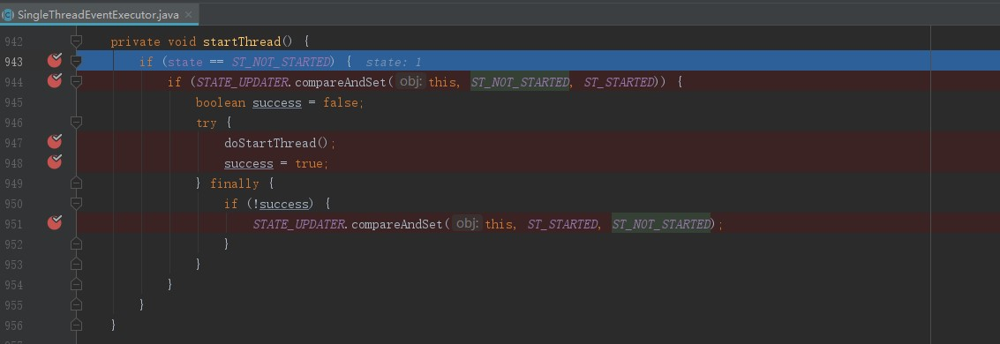 SingleThreadEventExecutor.java
942 private void startThread() {
943 if (state == ST_NOT_STARTED) { state: 1
944 if (STATE_UPDATER.compareAndSet( obj: this, ST_NOT_STARTED, ST_STARTED)) {
945 boolean success = false;
946 try {
947 doStartThread();
948 success = true;
949 } finally {
950 if (!success) {
951 STATE_UPDATER.compareAndSet( obj: this, ST_STARTED, ST_NOT_STARTED);
952 }
953 }
954 }
955 }
956 }